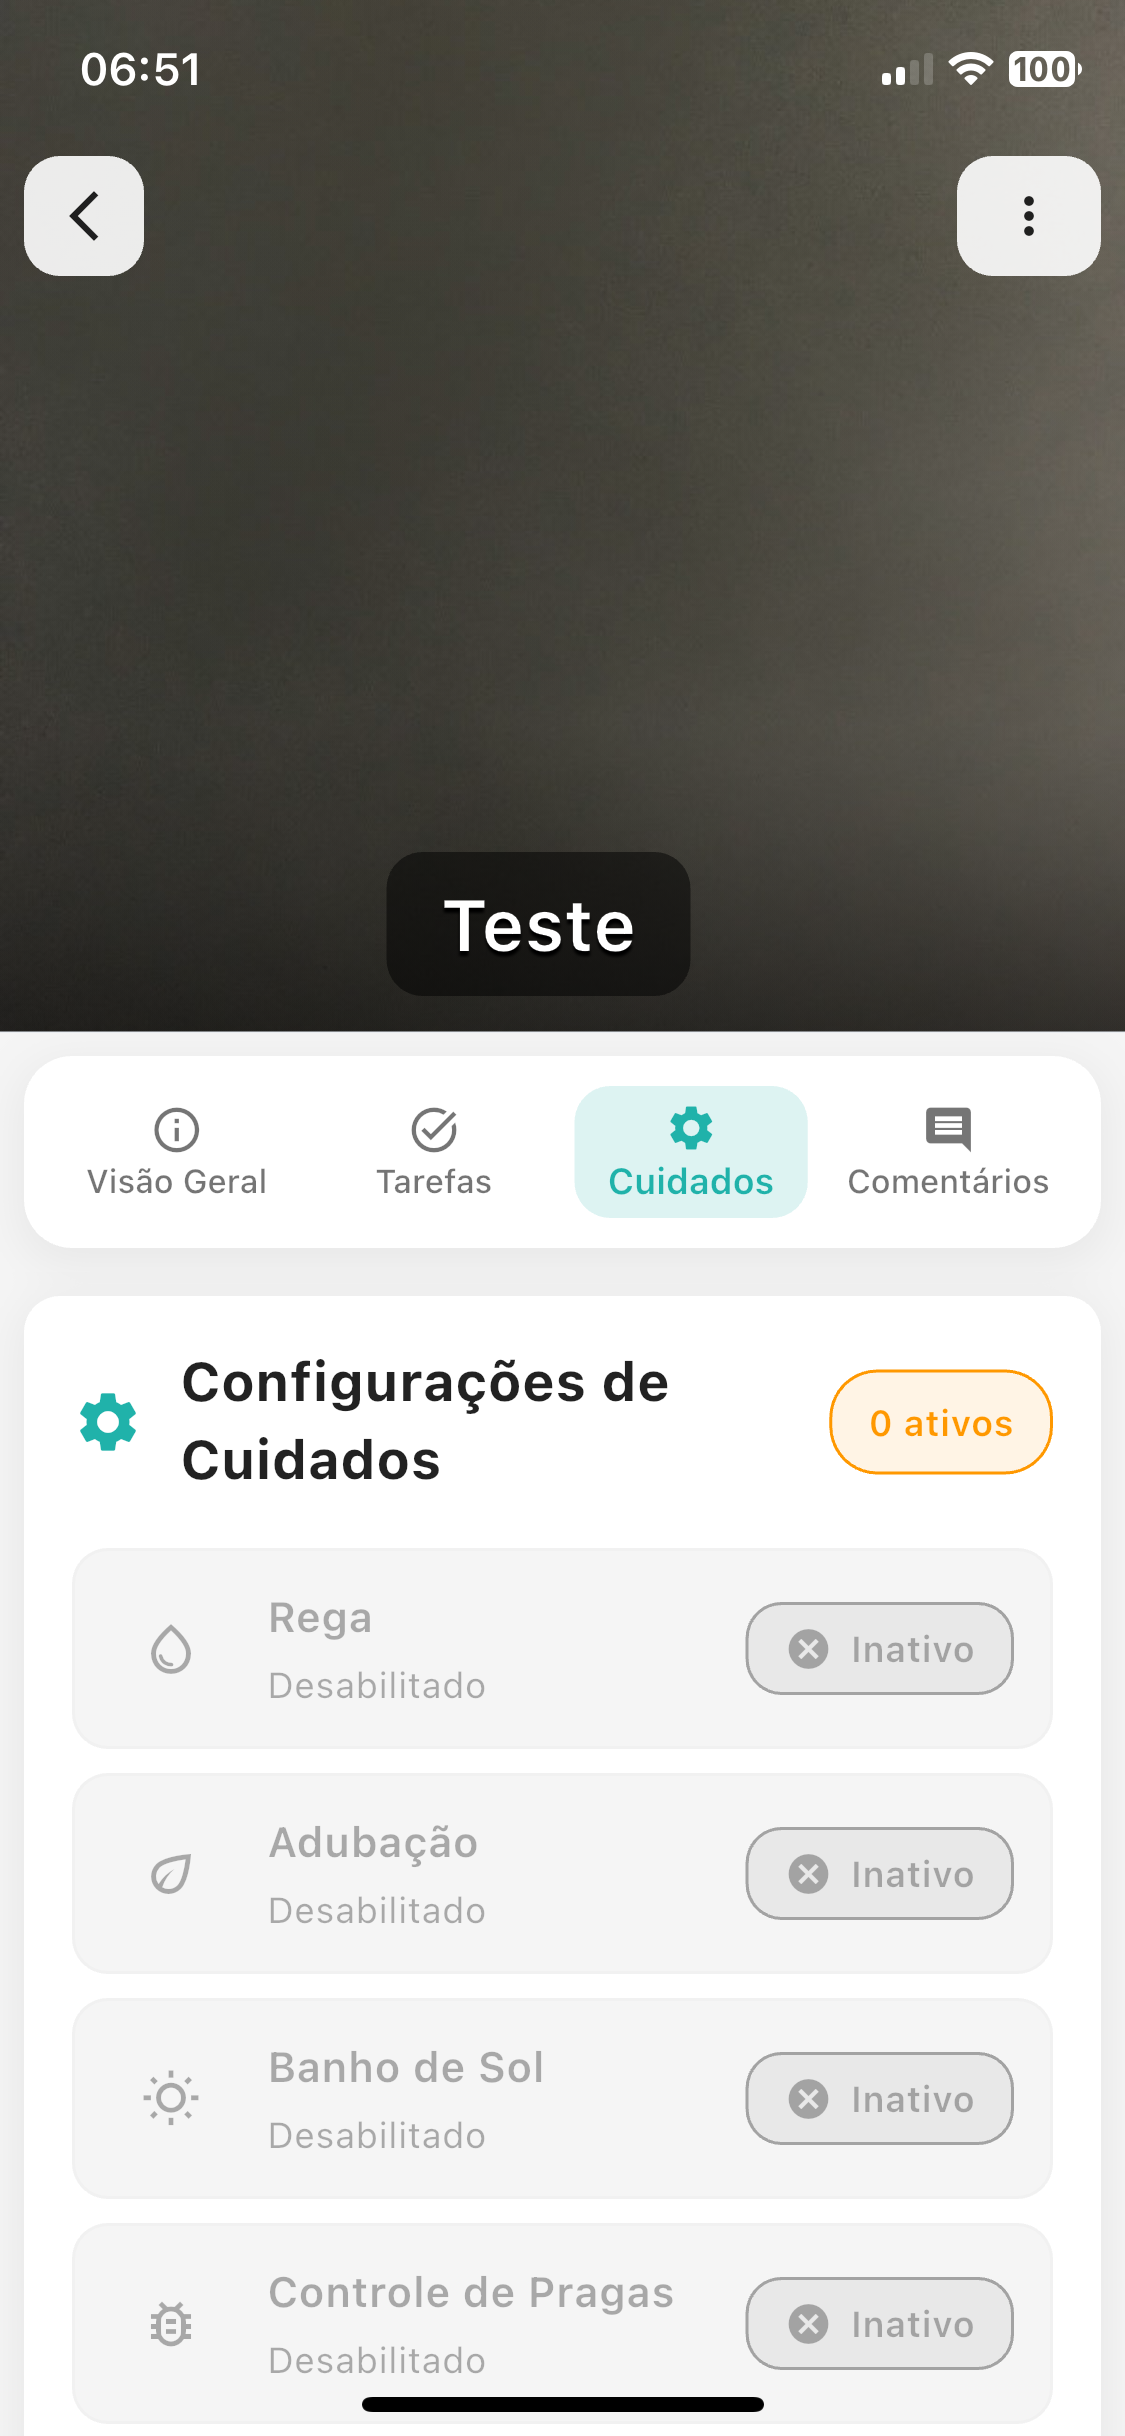 06:51
100
Teste
Visão Geral
Tarefas
Cuidados
Comentários
Configurações de
Cuidados
0 ativos
Rega
Desabilitado
Inativo
Adubação
Desabilitado
Inativo
Banho de Sol
Desabilitado
Inativo
Controle de Pragas
Desabilitado
Inativo